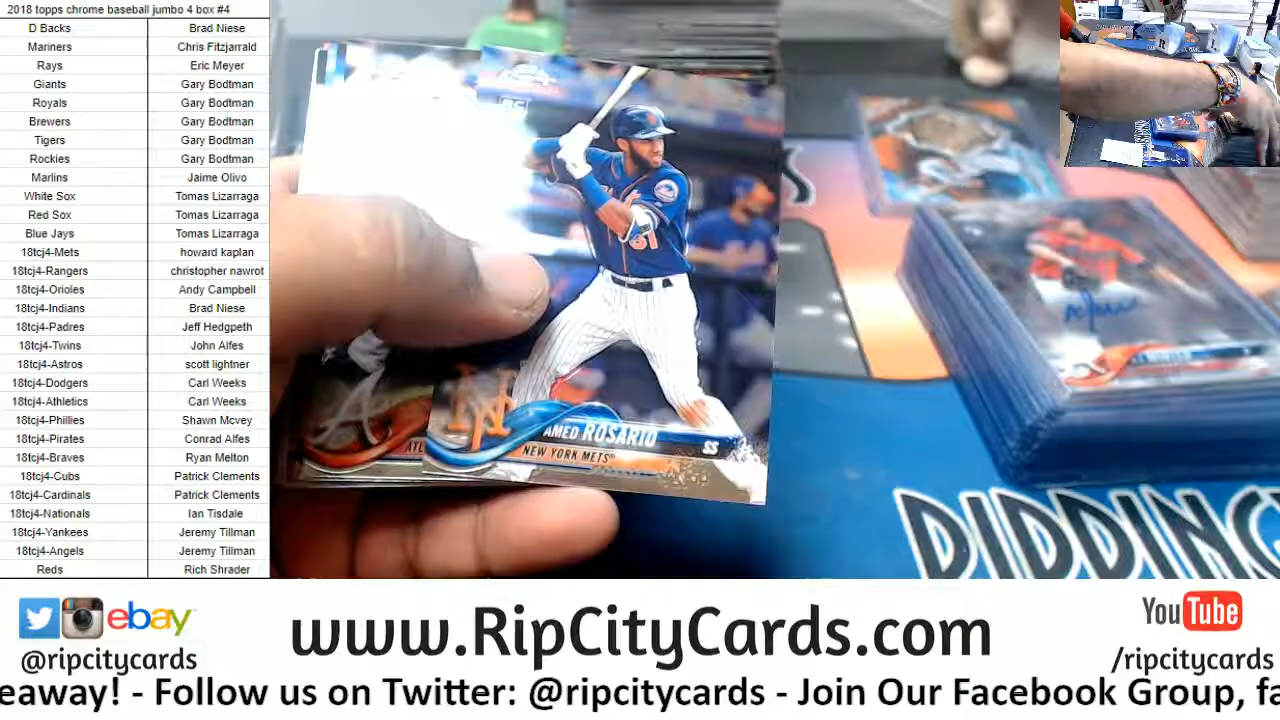 2018 topps chrome baseball jumbo 4 box #4
D Backs Brad Niese
Mariners Chris Fitzjarrald
Rays Eric Meyer
Giants Gary Bodtman
Royals Gary Bodtman
Brewers Gary Bodtman
Tigers Gary Bodtman
Rockies Gary Bodtman
Marlins Jaime Olivo
White Sox Tomas Lizarraga
Red Sox Tomas Lizarraga
Blue Jays Tomas Lizarraga
18tcj4-Mets howard kaplan
18tcj4-Rangers christopher nawrot
18tcj4-Orioles Andy Campbell
18tcj4-Indians Brad Niese
18tcj4-Padres Jeff Hedgpeth
18tcj4-Twins John Alfes
18tcj4-Astros scott lightner
18tcj4-Dodgers Carl Weeks
18tcj4-Athletics Carl Weeks
18tcj4-Phillies Shawn Mcvey
18tcj4-Pirates Conrad Alfes
18tcj4-Braves Ryan Melton
18tcj4-Cubs Patrick Clements
18tcj4-Cardinals Patrick Clements
18tcj4-Nationals Ian Tisdale
18tcj4-Yankees Jeremy Tillman
18tcj4-Angels Jeremy Tillman
Reds Rich Shrader
61
A
ATL
NY
AMED ROSARIO SS
NEW YORK METS
DIDDING
ebay
@ripcitycards
www.RipCityCards.com
YouTube
/ripcitycards
eaway! - Follow us on Twitter: @ripcitycards - Join Our Facebook Group, fa